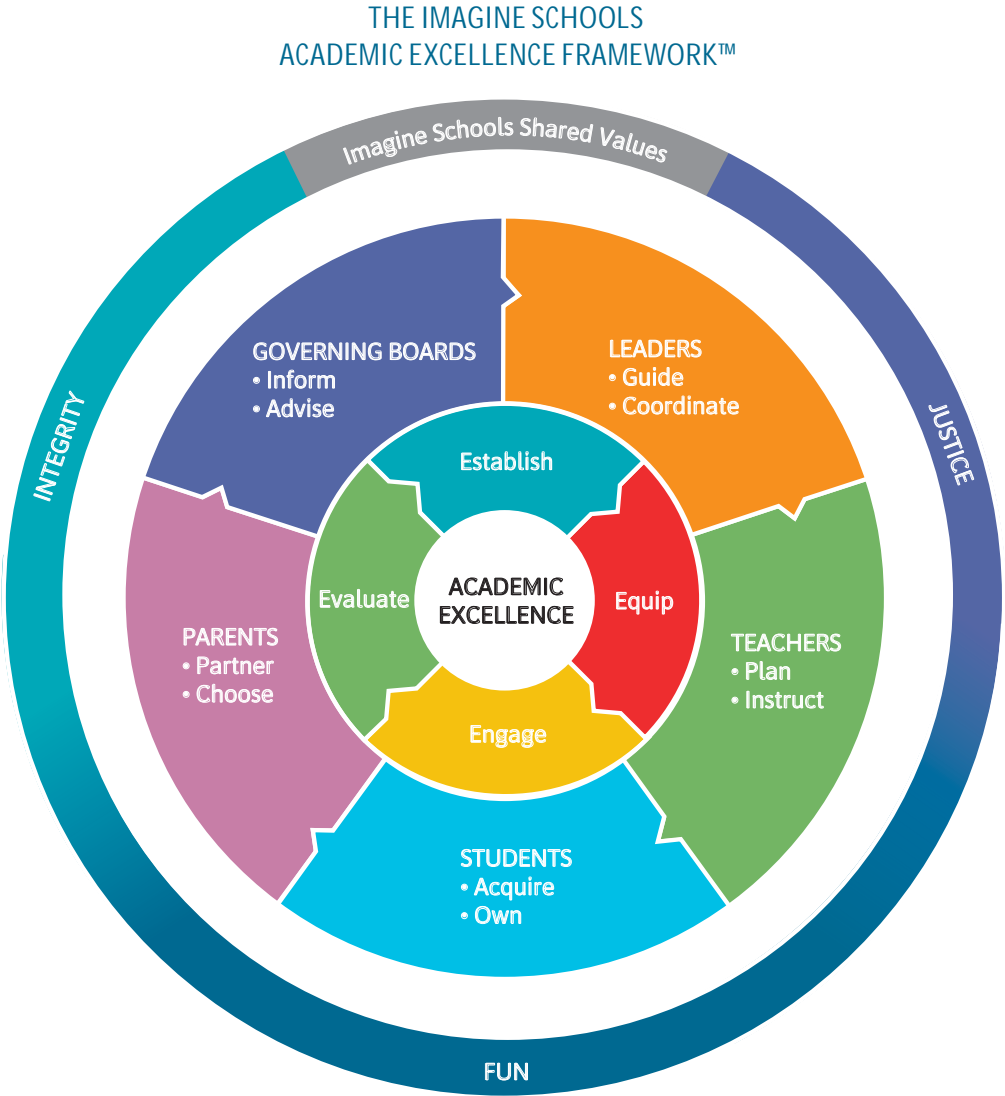 THE IMAGINE SCHOOLS
ACADEMIC EXCELLENCE FRAMEWORK™
Imagine Schools Shared Values
INTEGRITY
JUSTICE
FUN
GOVERNING BOARDS
• Inform
• Advise
LEADERS
• Guide
• Coordinate
TEACHERS
• Plan
• Instruct
STUDENTS
• Acquire
• Own
PARENTS
• Partner
• Choose
Establish
Equip
Engage
Evaluate
ACADEMIC
EXCELLENCE